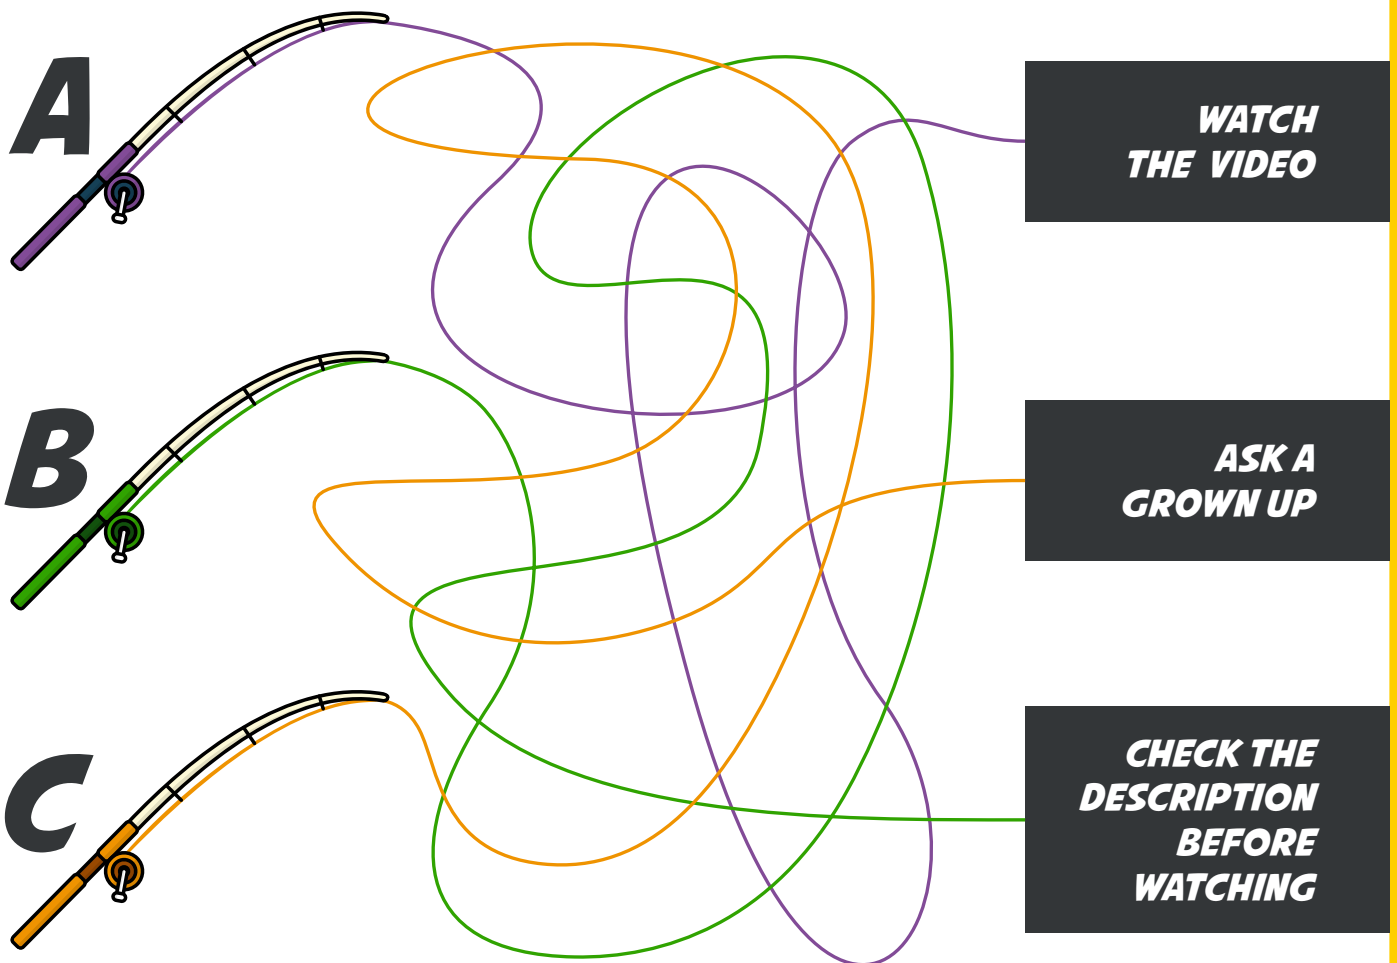 A
WATCH
THE VIDEO
B
ASK A
GROWN UP
C
CHECK THE
DESCRIPTION
BEFORE
WATCHING